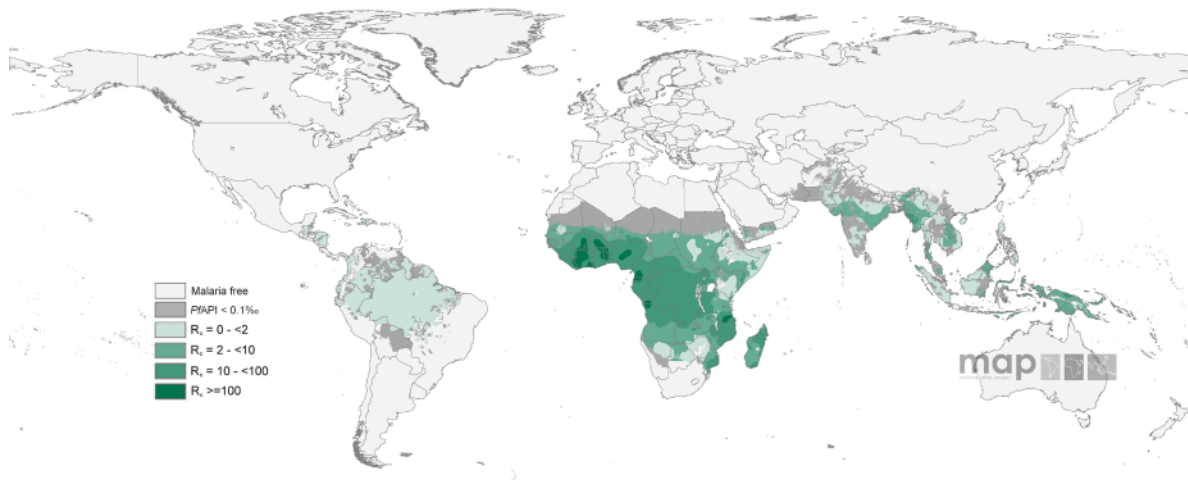 Malaria free
PfAPI < 0.1‰
Rc = 0 - <2
Rc = 2 - <10
Rc = 10 - <100
Rc >=100
map